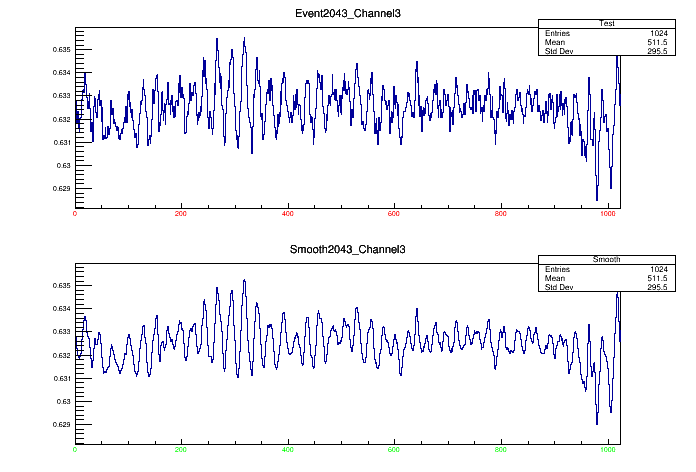 Event2043_Channel3
Test
Entries 1024
Mean 511.5
Std Dev 295.5
0.635
0.634
0.633
0.632
0.631
0.63
0.629
0 200 400 600 800 1000
Smooth2043_Channel3
Smooth
Entries 1024
Mean 511.5
Std Dev 295.5
0.635
0.634
0.633
0.632
0.631
0.63
0.629
0 200 400 600 800 1000